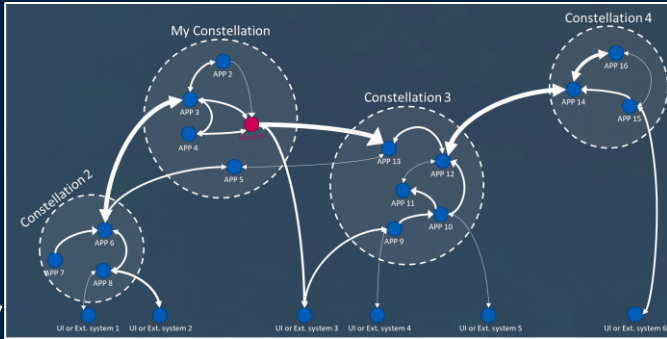 My Constellation
Constellation 4
APP 2
APP 16
APP 3
APP 14
APP 15
Constellation 3
APP 4
APP 13
APP 12
APP 5
APP 11
Constellation 2
APP 10
APP 9
APP 6
APP 7
APP 8
UI or Ext. system 1
UI or Ext. system 2
UI or Ext. system 3
UI or Ext. system 4
UI or Ext. system 5
UI or Ext. system 6